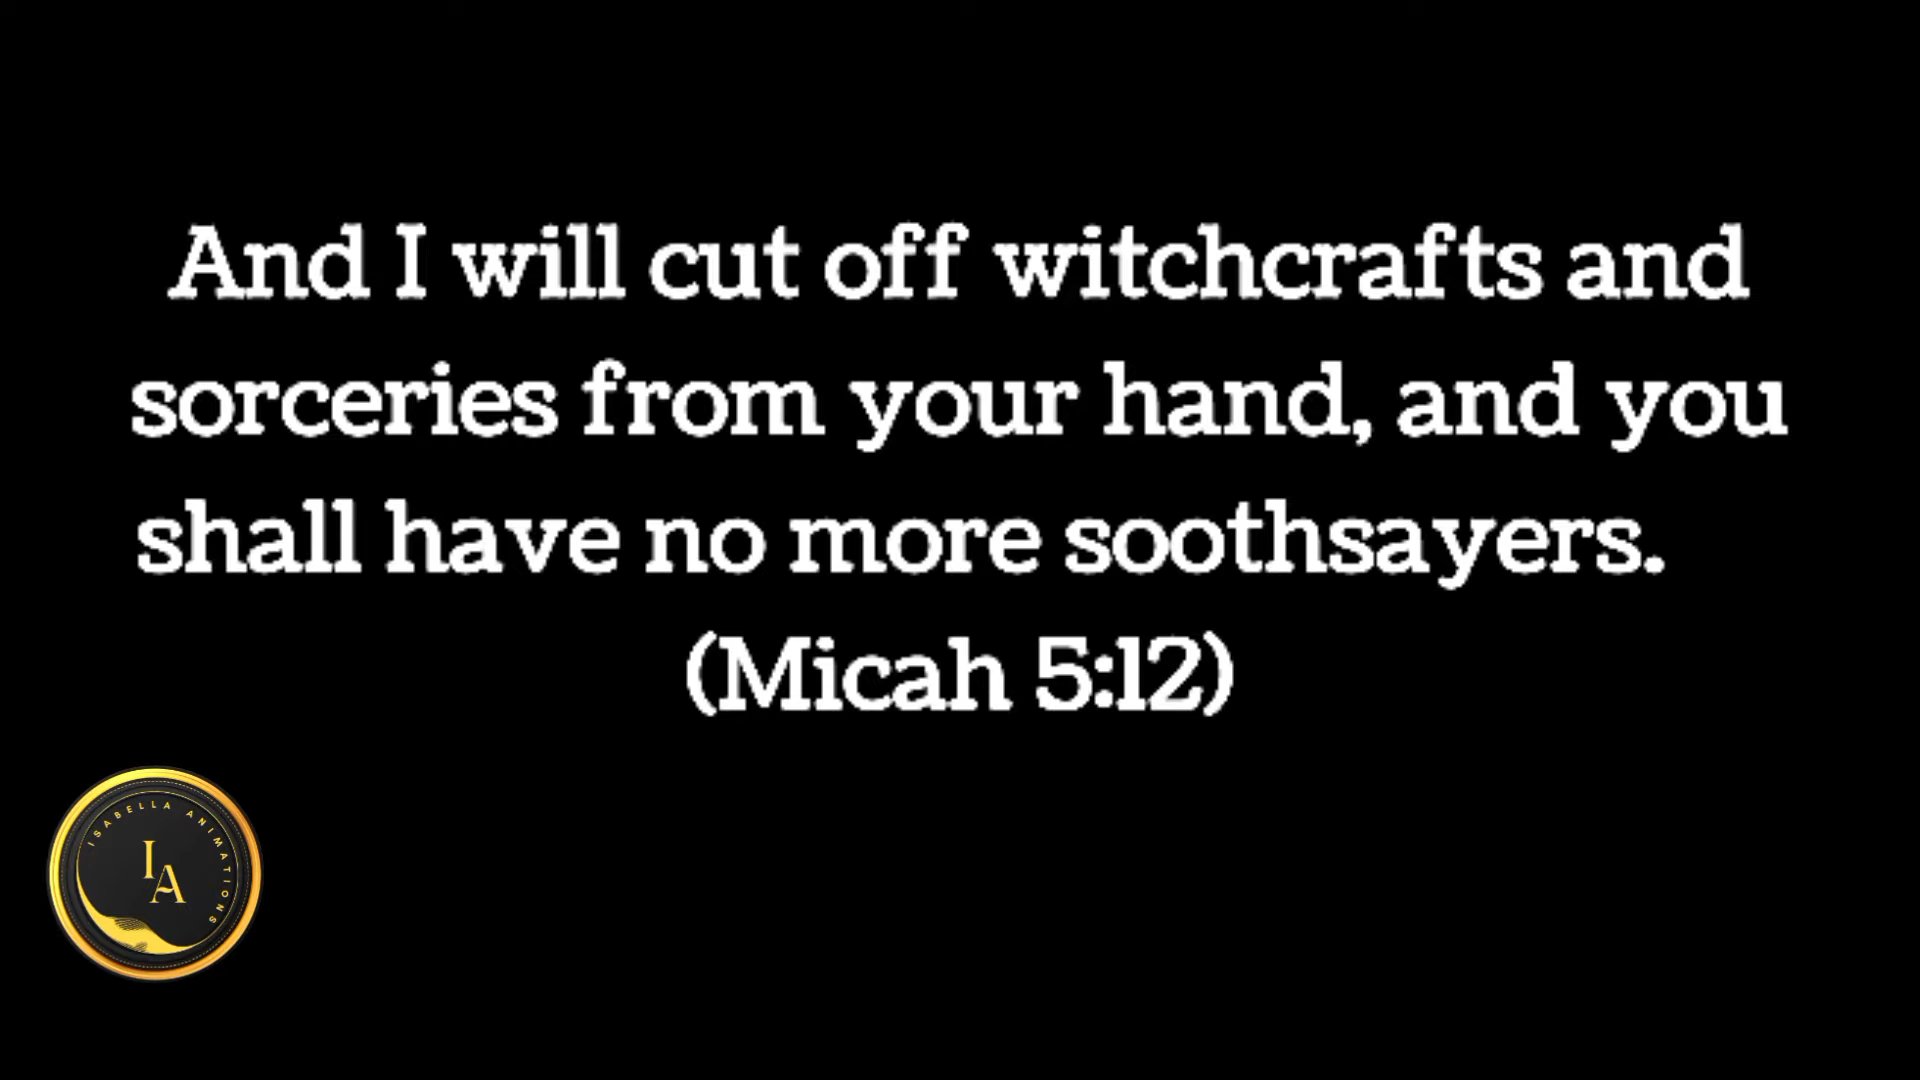 And I will cut off witchcrafts and
sorceries from your hand, and you
shall have no more soothsayers.
(Micah 5:12)
ISABELLA ANIMATIONS
IA